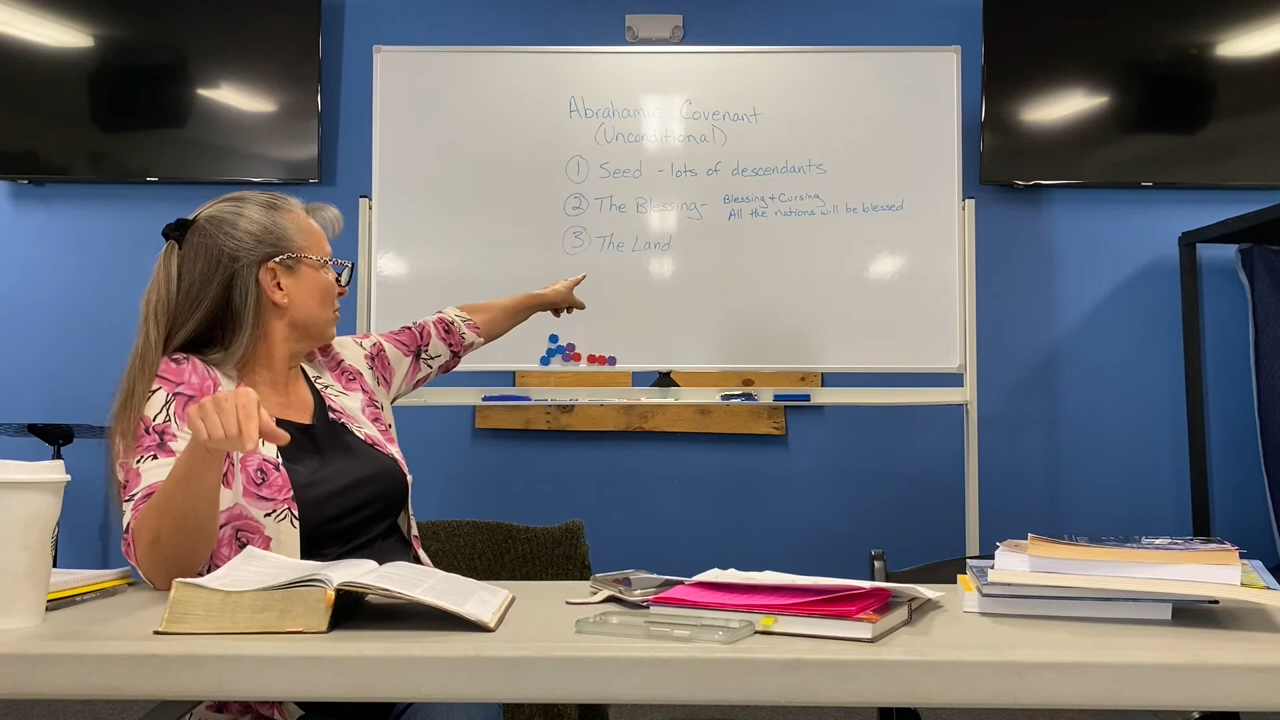 Abrahamic Covenant
(Unconditional)
① Seed - lots of descendants
② The Blessing- Blessing + Cursing
All the nations will be blessed
③ The Land